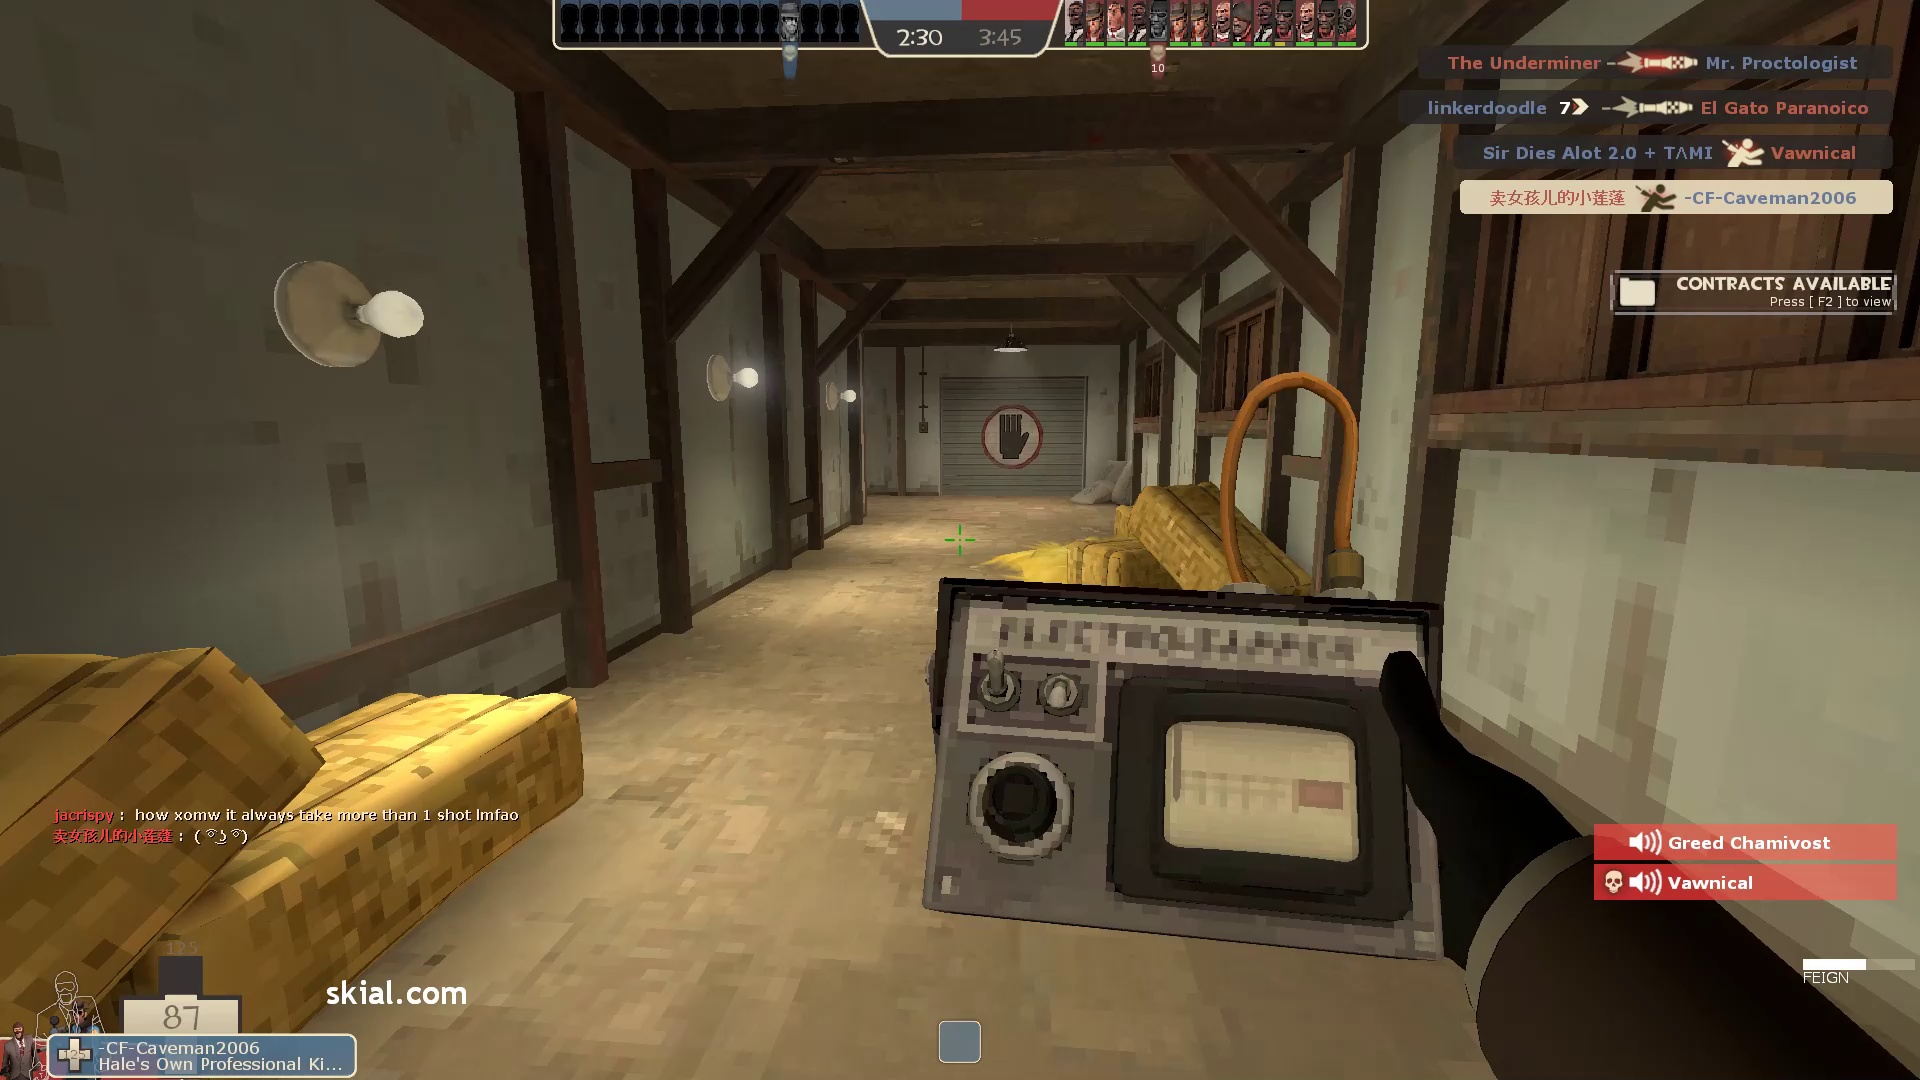 2:30 3:45
10
The Underminer Mr. Proctologist
linkerdoodle 7 El Gato Paranoico
Sir Dies Alot 2.0 + TΛMI Vawnical
卖女孩儿的小莲蓬 -CF-Caveman2006
CONTRACTS AVAILABLE
Press [ F2 ] to view
jacrispy : how xomw it always take more than 1 shot lmfao
卖女孩儿的小莲蓬 : ( ͡° ͜ʖ ͡°)
Greed Chamivost
Vawnical
125
87
skial.com
FEIGN
-CF-Caveman2006
125
Hale's Own Professional Ki...